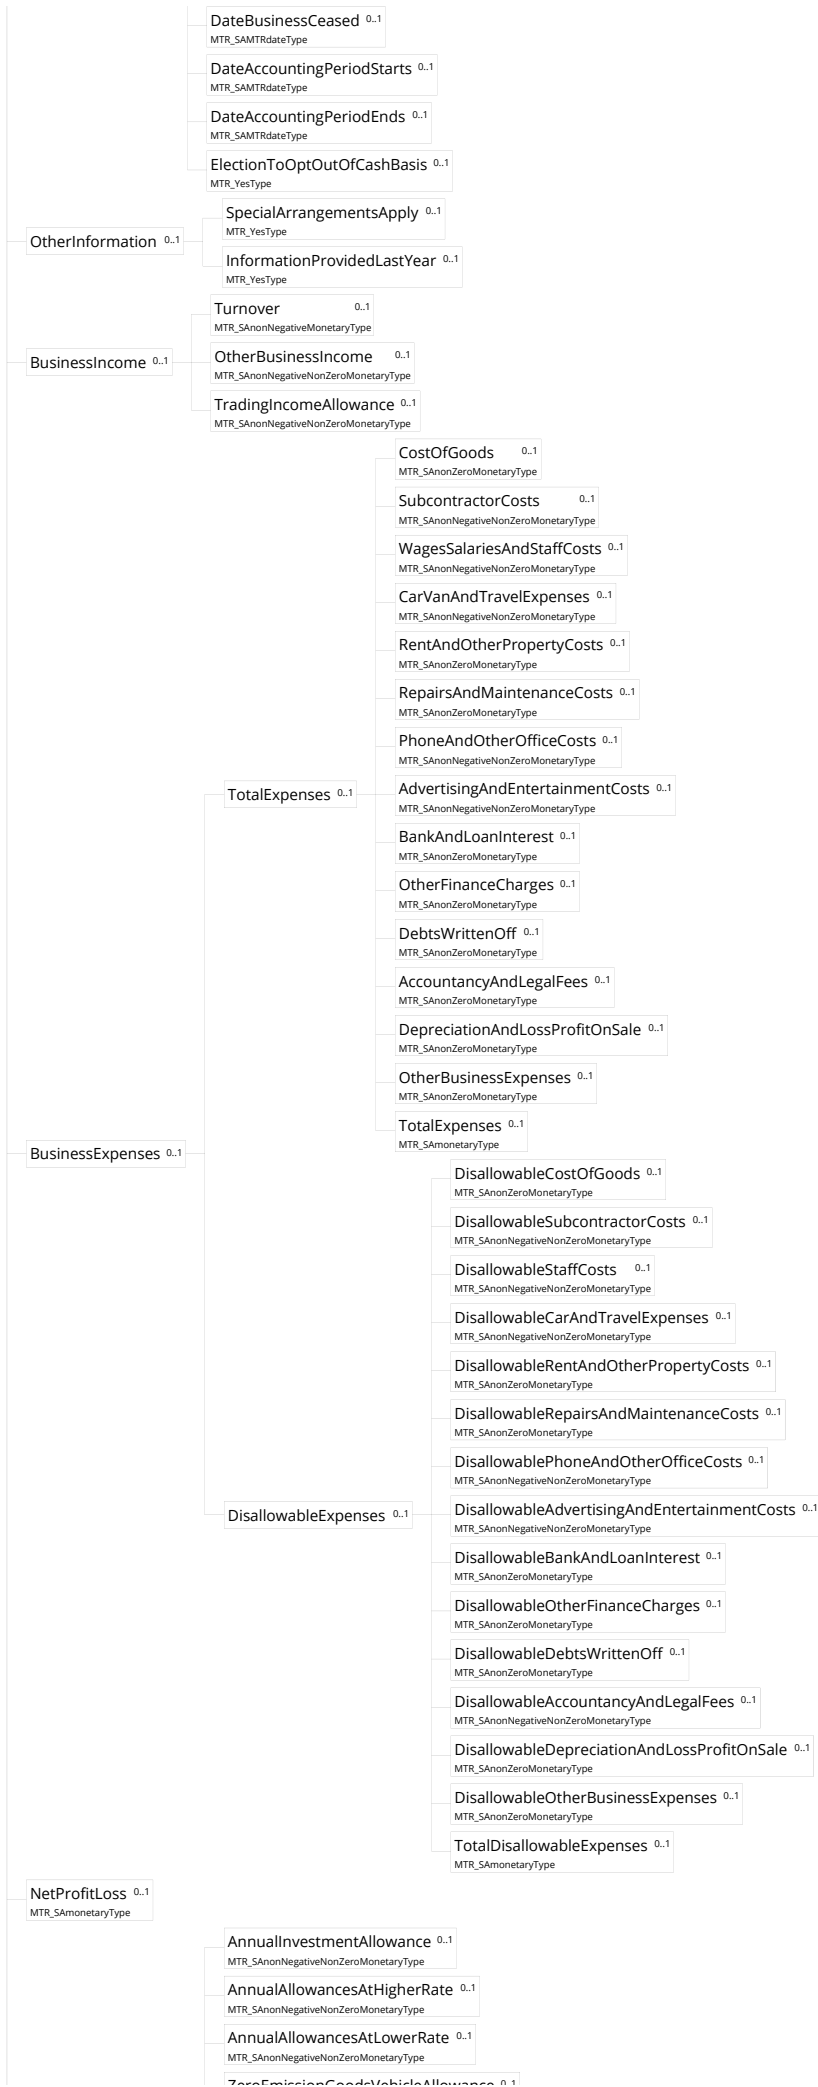 DateBusinessCeased 0..1
MTR_SAMTRdateType
DateAccountingPeriodStarts 0..1
MTR_SAMTRdateType
DateAccountingPeriodEnds 0..1
MTR_SAMTRdateType
ElectionToOptOutOfCashBasis 0..1
MTR_YesType
OtherInformation 0..1
SpecialArrangementsApply 0..1
MTR_YesType
InformationProvidedLastYear 0..1
MTR_YesType
BusinessIncome 0..1
Turnover 0..1
MTR_SAnonNegativeMonetaryType
OtherBusinessIncome 0..1
MTR_SAnonNegativeNonZeroMonetaryType
TradingIncomeAllowance 0..1
MTR_SAnonNegativeNonZeroMonetaryType
BusinessExpenses 0..1
TotalExpenses 0..1
CostOfGoods 0..1
MTR_SAnonZeroMonetaryType
SubcontractorCosts 0..1
MTR_SAnonNegativeNonZeroMonetaryType
WagesSalariesAndStaffCosts 0..1
MTR_SAnonNegativeNonZeroMonetaryType
CarVanAndTravelExpenses 0..1
MTR_SAnonNegativeNonZeroMonetaryType
RentAndOtherPropertyCosts 0..1
MTR_SAnonZeroMonetaryType
RepairsAndMaintenanceCosts 0..1
MTR_SAnonZeroMonetaryType
PhoneAndOtherOfficeCosts 0..1
MTR_SAnonNegativeNonZeroMonetaryType
AdvertisingAndEntertainmentCosts 0..1
MTR_SAnonNegativeNonZeroMonetaryType
BankAndLoanInterest 0..1
MTR_SAnonZeroMonetaryType
OtherFinanceCharges 0..1
MTR_SAnonZeroMonetaryType
DebtsWrittenOff 0..1
MTR_SAnonZeroMonetaryType
AccountancyAndLegalFees 0..1
MTR_SAnonZeroMonetaryType
DepreciationAndLossProfitOnSale 0..1
MTR_SAnonZeroMonetaryType
OtherBusinessExpenses 0..1
MTR_SAnonZeroMonetaryType
TotalExpenses 0..1
MTR_SAmonetaryType
DisallowableExpenses 0..1
DisallowableCostOfGoods 0..1
MTR_SAnonZeroMonetaryType
DisallowableSubcontractorCosts 0..1
MTR_SAnonNegativeNonZeroMonetaryType
DisallowableStaffCosts 0..1
MTR_SAnonNegativeNonZeroMonetaryType
DisallowableCarAndTravelExpenses 0..1
MTR_SAnonNegativeNonZeroMonetaryType
DisallowableRentAndOtherPropertyCosts 0..1
MTR_SAnonZeroMonetaryType
DisallowableRepairsAndMaintenanceCosts 0..1
MTR_SAnonZeroMonetaryType
DisallowablePhoneAndOtherOfficeCosts 0..1
MTR_SAnonNegativeNonZeroMonetaryType
DisallowableAdvertisingAndEntertainmentCosts 0..1
MTR_SAnonNegativeNonZeroMonetaryType
DisallowableBankAndLoanInterest 0..1
MTR_SAnonZeroMonetaryType
DisallowableOtherFinanceCharges 0..1
MTR_SAnonZeroMonetaryType
DisallowableDebtsWrittenOff 0..1
MTR_SAnonZeroMonetaryType
DisallowableAccountancyAndLegalFees 0..1
MTR_SAnonNegativeNonZeroMonetaryType
DisallowableDepreciationAndLossProfitOnSale 0..1
MTR_SAnonZeroMonetaryType
DisallowableOtherBusinessExpenses 0..1
MTR_SAnonZeroMonetaryType
TotalDisallowableExpenses 0..1
MTR_SAmonetaryType
NetProfitLoss 0..1
MTR_SAmonetaryType
AnnualInvestmentAllowance 0..1
MTR_SAnonNegativeNonZeroMonetaryType
AnnualAllowancesAtHigherRate 0..1
MTR_SAnonNegativeNonZeroMonetaryType
AnnualAllowancesAtLowerRate 0..1
MTR_SAnonNegativeNonZeroMonetaryType
ZeroEmissionGoodsVehicleAllowance 0..1